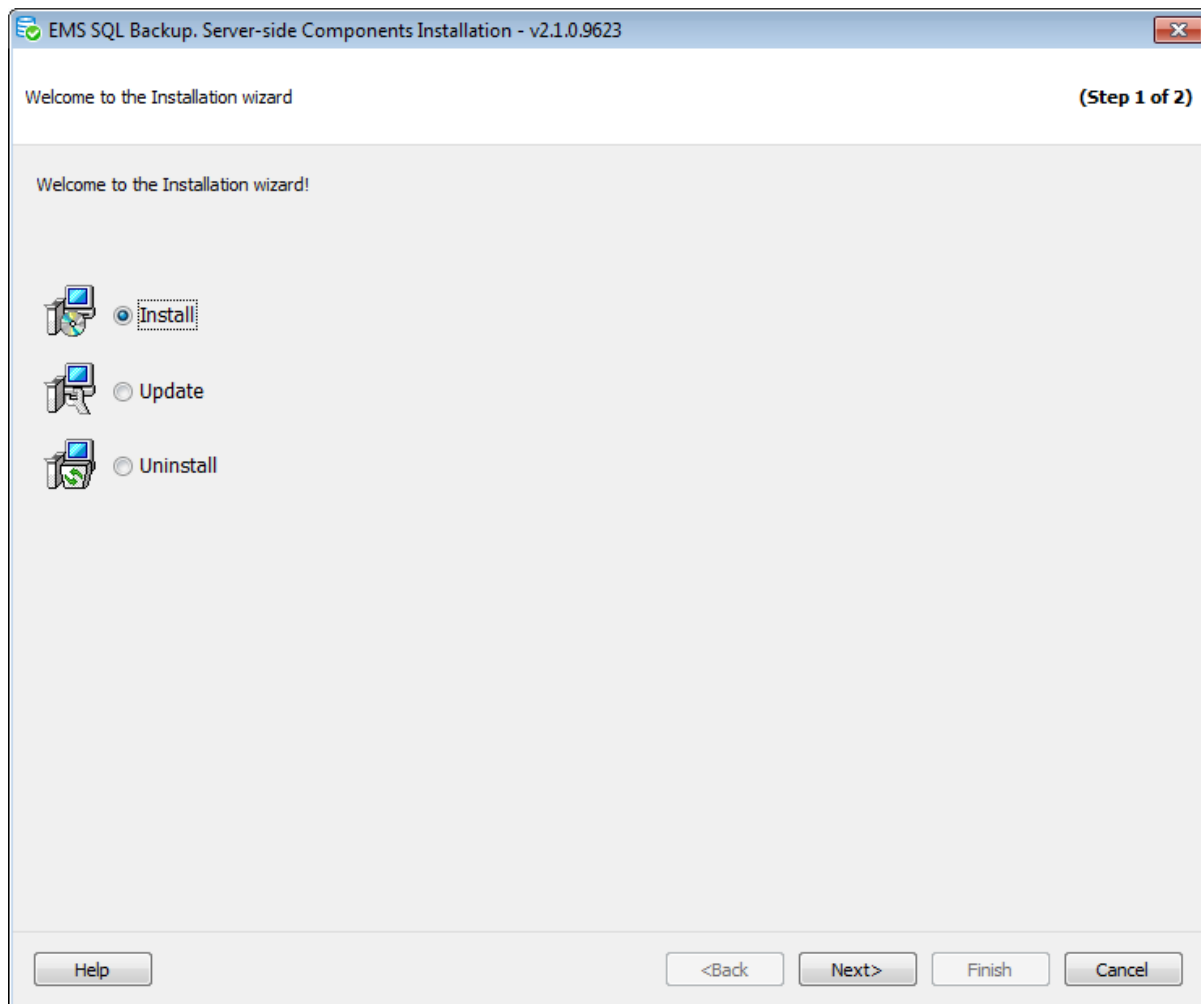 EMS SQL Backup. Server-side Components Installation - v2.1.0.9623
Welcome to the Installation wizard (Step 1 of 2)
Welcome to the Installation wizard!
Install
Update
Uninstall
Help <Back Next> Finish Cancel